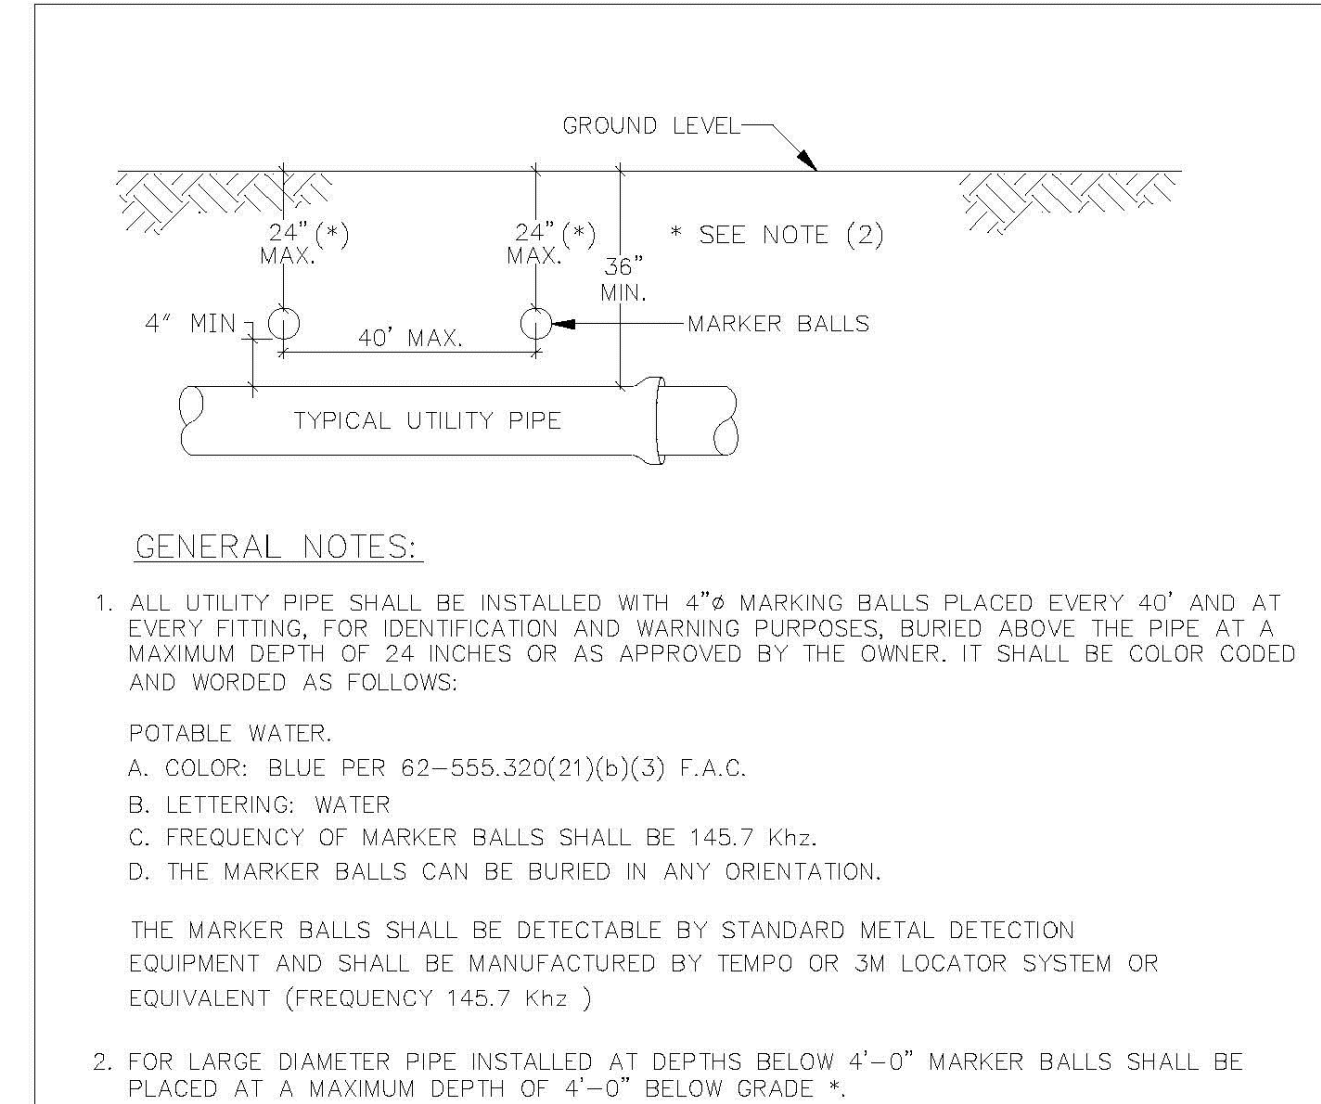 GROUND LEVEL
24"(*) 24"(*) * SEE NOTE (2)
MAX. MAX. 36"
MIN.
4" MIN MARKER BALLS
40' MAX.
TYPICAL UTILITY PIPE
GENERAL NOTES:
1. ALL UTILITY PIPE SHALL BE INSTALLED WITH 4"ø MARKING BALLS PLACED EVERY 40' AND AT
EVERY FITTING, FOR IDENTIFICATION AND WARNING PURPOSES, BURIED ABOVE THE PIPE AT A
MAXIMUM DEPTH OF 24 INCHES OR AS APPROVED BY THE OWNER. IT SHALL BE COLOR CODED
AND WORDED AS FOLLOWS:
POTABLE WATER.
A. COLOR: BLUE PER 62-555.320(21)(b)(3) F.A.C.
B. LETTERING: WATER
C. FREQUENCY OF MARKER BALLS SHALL BE 145.7 Khz.
D. THE MARKER BALLS CAN BE BURIED IN ANY ORIENTATION.
THE MARKER BALLS SHALL BE DETECTABLE BY STANDARD METAL DETECTION
EQUIPMENT AND SHALL BE MANUFACTURED BY TEMPO OR 3M LOCATOR SYSTEM OR
EQUIVALENT (FREQUENCY 145.7 Khz )
2. FOR LARGE DIAMETER PIPE INSTALLED AT DEPTHS BELOW 4'-0" MARKER BALLS SHALL BE
PLACED AT A MAXIMUM DEPTH OF 4'-0" BELOW GRADE *.